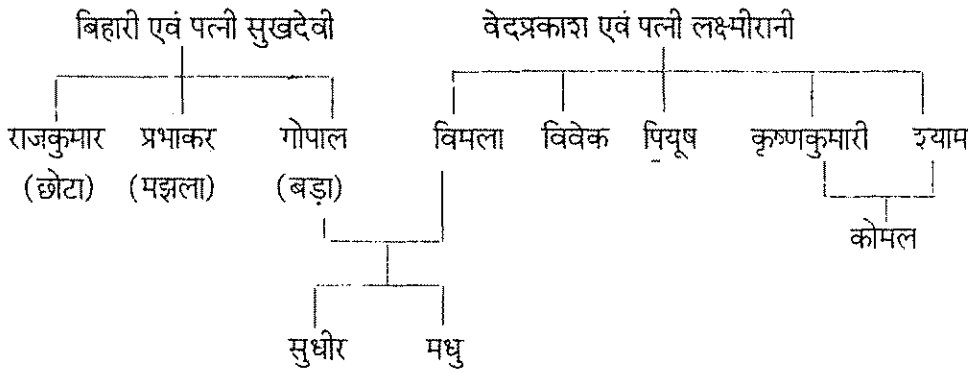 बिहारी एवं पत्नी सुखदेवी वेदप्रकाश एवं पत्नी लक्ष्मीरानी
राजकुमार प्रभाकर गोपाल विमला विवेक पियूष कृष्णकुमारी श्याम
(छोटा) (मझला) (बड़ा)
कोमल
सुधीर मधु